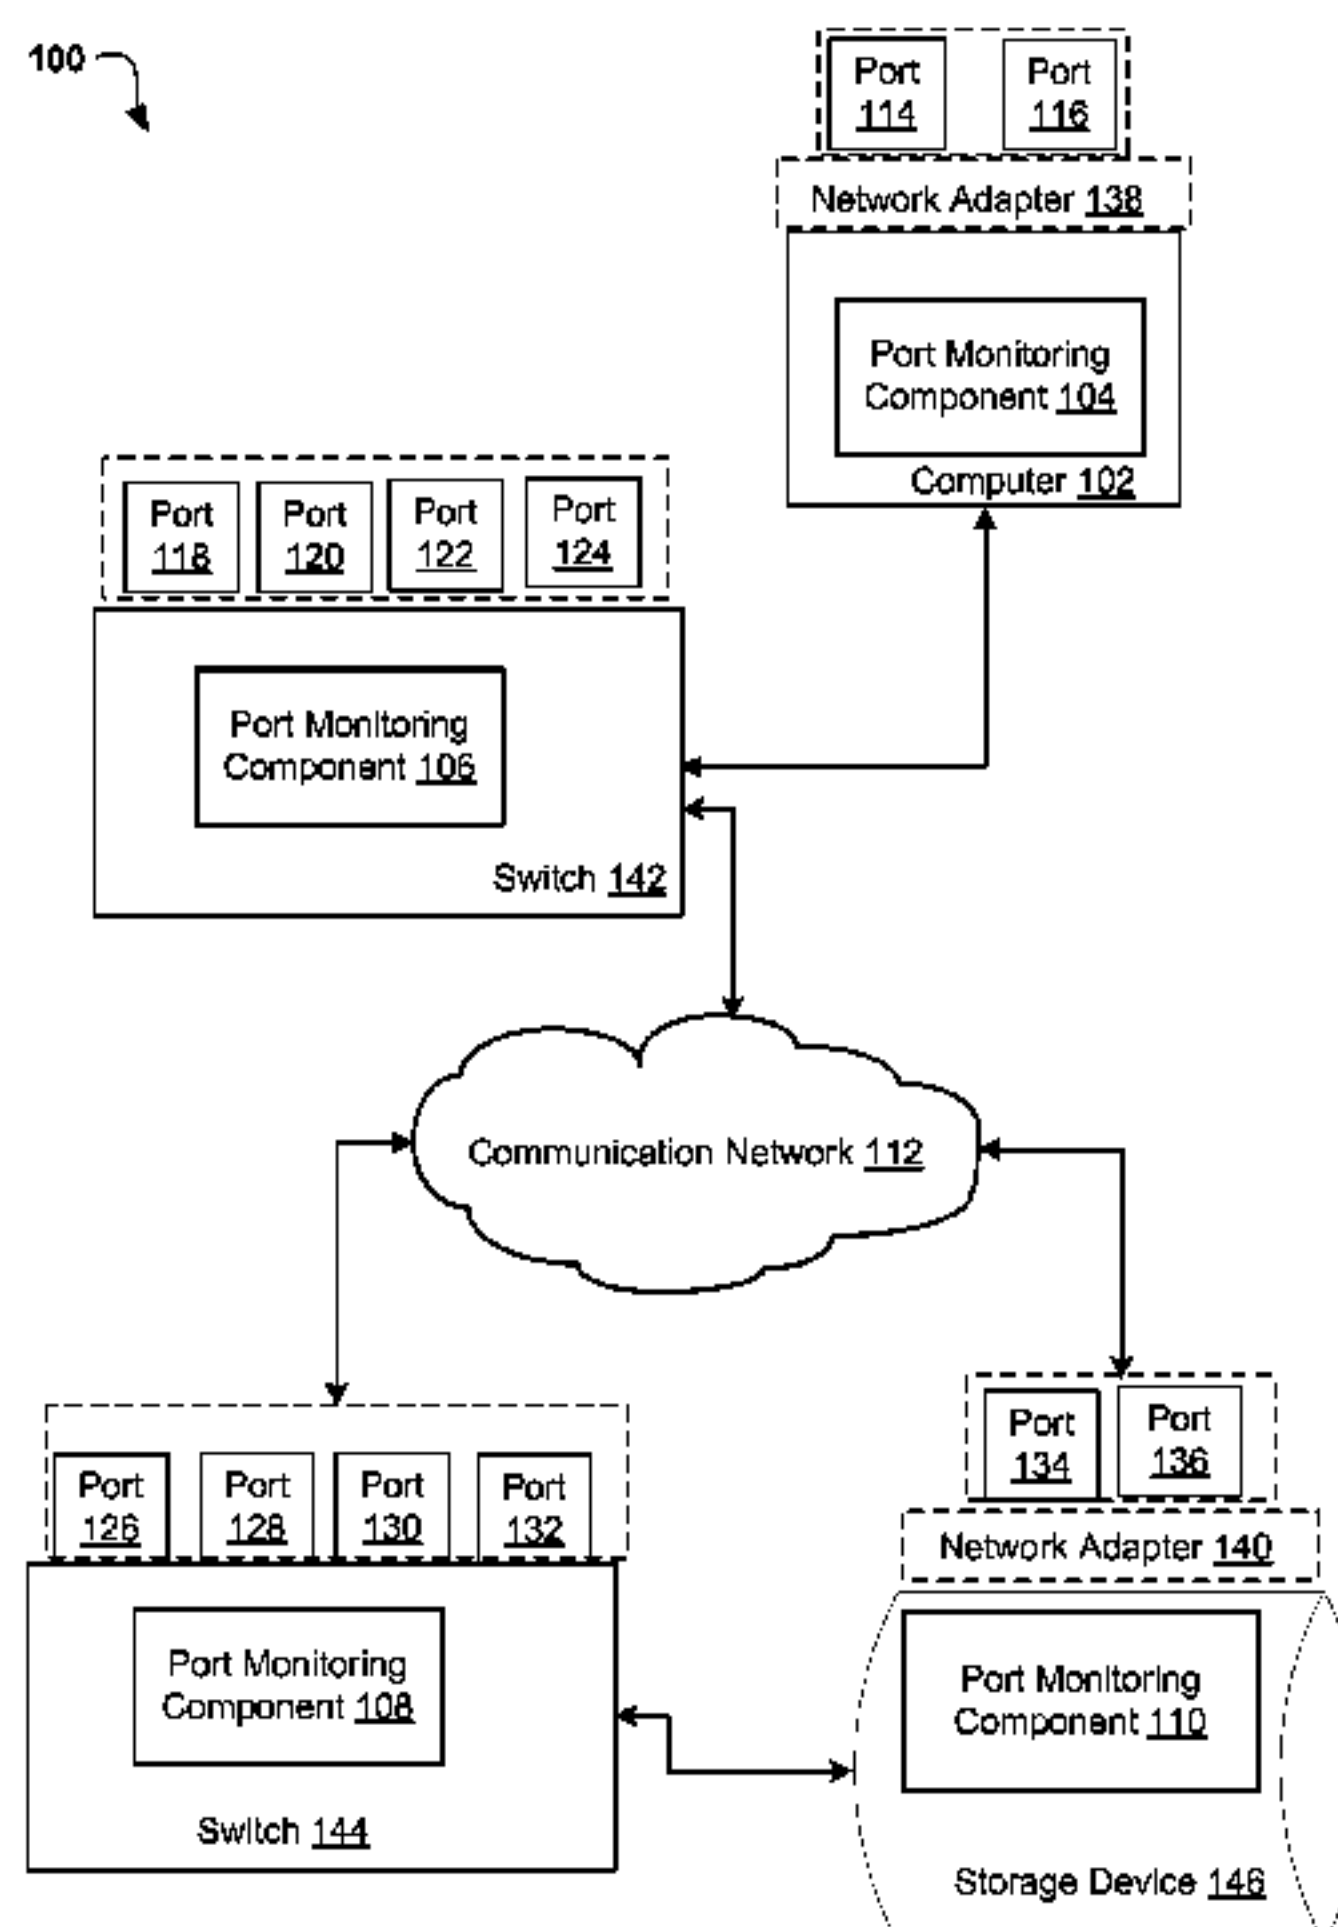 100
Port
114
Port
116
Network Adapter 138
Port Monitoring
Component 104
Computer 102
Port
118
Port
120
Port
122
Port
124
Port Monitoring
Component 106
Switch 142
Communication Network 112
Port
126
Port
128
Port
130
Port
132
Port Monitoring
Component 108
Switch 144
Port
134
Port
136
Network Adapter 140
Port Monitoring
Component 110
Storage Device 146